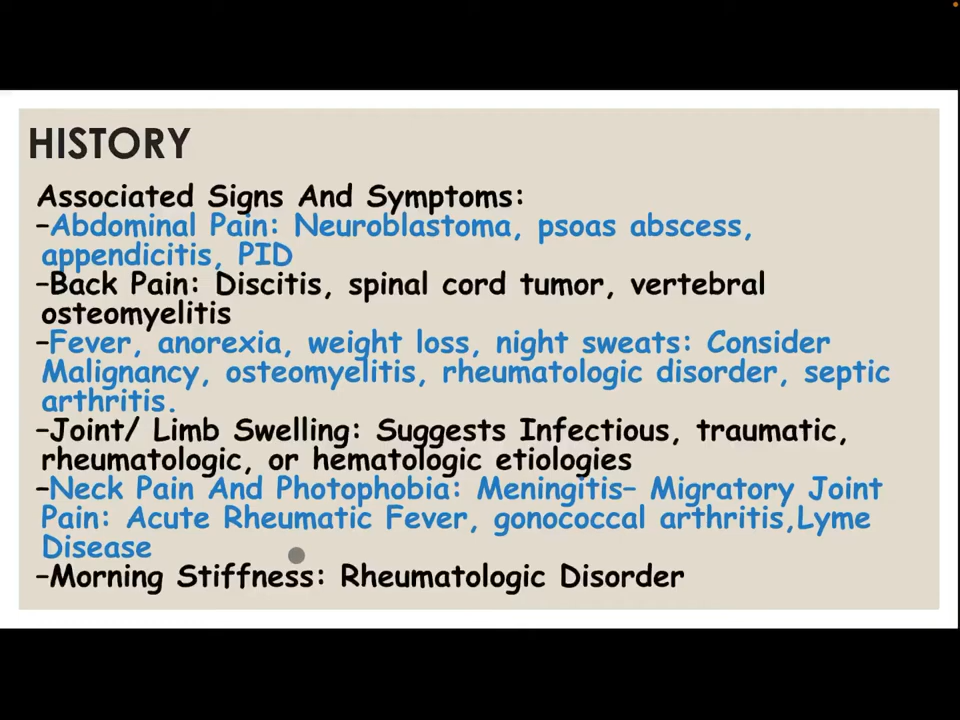 HISTORY
Associated Signs And Symptoms:
–Abdominal Pain: Neuroblastoma, psoas abscess,
appendicitis, PID
–Back Pain: Discitis, spinal cord tumor, vertebral
osteomyelitis
–Fever, anorexia, weight loss, night sweats: Consider
Malignancy, osteomyelitis, rheumatologic disorder, septic
arthritis.
–Joint/ Limb Swelling: Suggests Infectious, traumatic,
rheumatologic, or hematologic etiologies
–Neck Pain And Photophobia: Meningitis– Migratory Joint
Pain: Acute Rheumatic Fever, gonococcal arthritis,Lyme
Disease
–Morning Stiffness: Rheumatologic Disorder